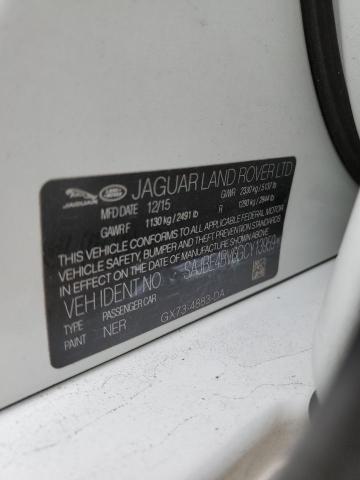 JAGUAR LAND ROVER JAGUAR LAND ROVER LTD
MFD DATE 12/15 GVWR 2330 kg / 5137 lb
GAWR F 1130 kg / 2491 lb R 1290 kg / 2844 lb
THIS VEHICLE CONFORMS TO ALL APPLICABLE FEDERAL MOTOR
VEHICLE SAFETY, BUMPER AND THEFT PREVENTION STANDARDS
IN EFFECT ON THE DATE OF MANUFACTURE SHOWN ABOVE
VEH IDENT NO
TYPE PASSENGER CAR
PAINT NER GX73-4883-DA